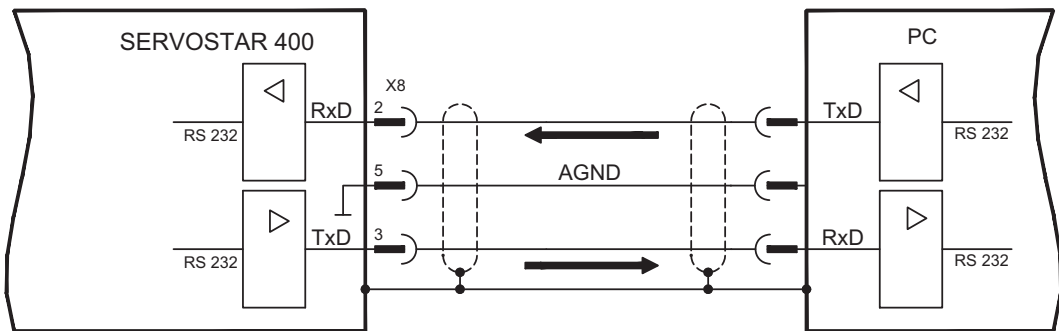 SERVOSTAR 400
PC
X8
RxD
2
TxD
RS 232
RS 232
5
AGND
TxD
3
RxD
RS 232
RS 232